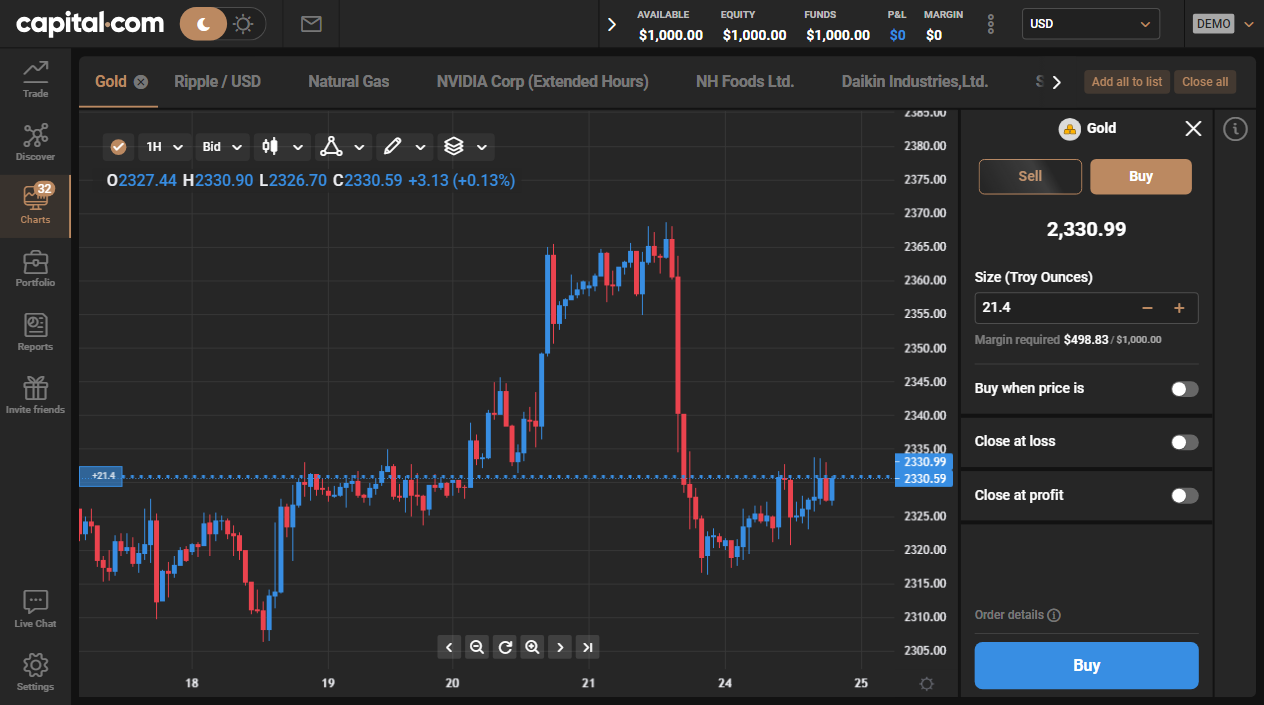 capital.com
AVAILABLE EQUITY FUNDS P&L MARGIN
$1,000.00 $1,000.00 $1,000.00 $0 $0
USD
DEMO
Gold Ripple / USD Natural Gas NVIDIA Corp (Extended Hours) NH Foods Ltd. Daikin Industries,Ltd.
Add all to list Close all
Trade
Discover
32
Charts
Portfolio
Reports
Invite friends
Live Chat
Settings
1H Bid
O2327.44 H2330.90 L2326.70 C2330.59 +3.13 (+0.13%)
+21.4
2385.00
2380.00
2375.00
2370.00
2365.00
2360.00
2355.00
2350.00
2345.00
2340.00
2335.00
2330.99
2330.59
2325.00
2320.00
2315.00
2310.00
2305.00
18 19 20 21 24 25
Gold
Sell Buy
2,330.99
Size (Troy Ounces)
21.4
Margin required $498.83 / $1,000.00
Buy when price is
Close at loss
Close at profit
Order details
Buy